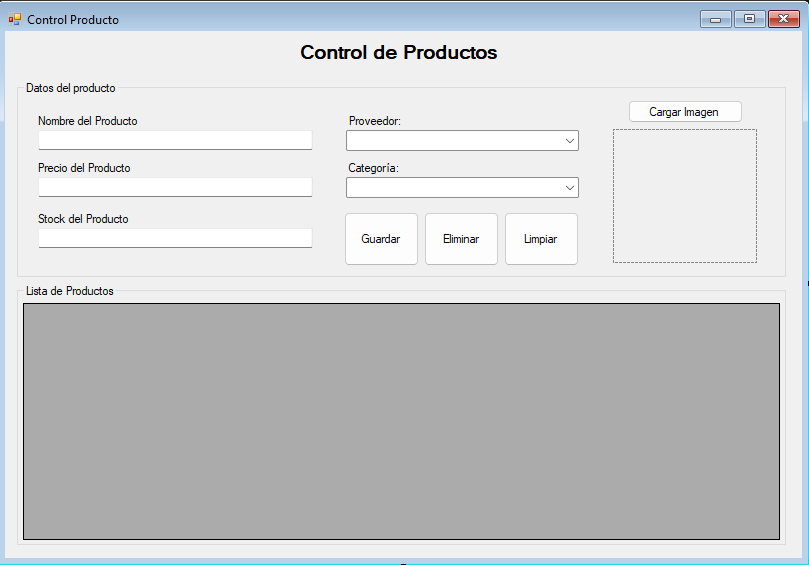 Control Producto
Control de Productos
Datos del producto
Nombre del Producto
Proveedor:
Cargar Imagen
Precio del Producto
Categoría:
Stock del Producto
Guardar
Eliminar
Limpiar
Lista de Productos